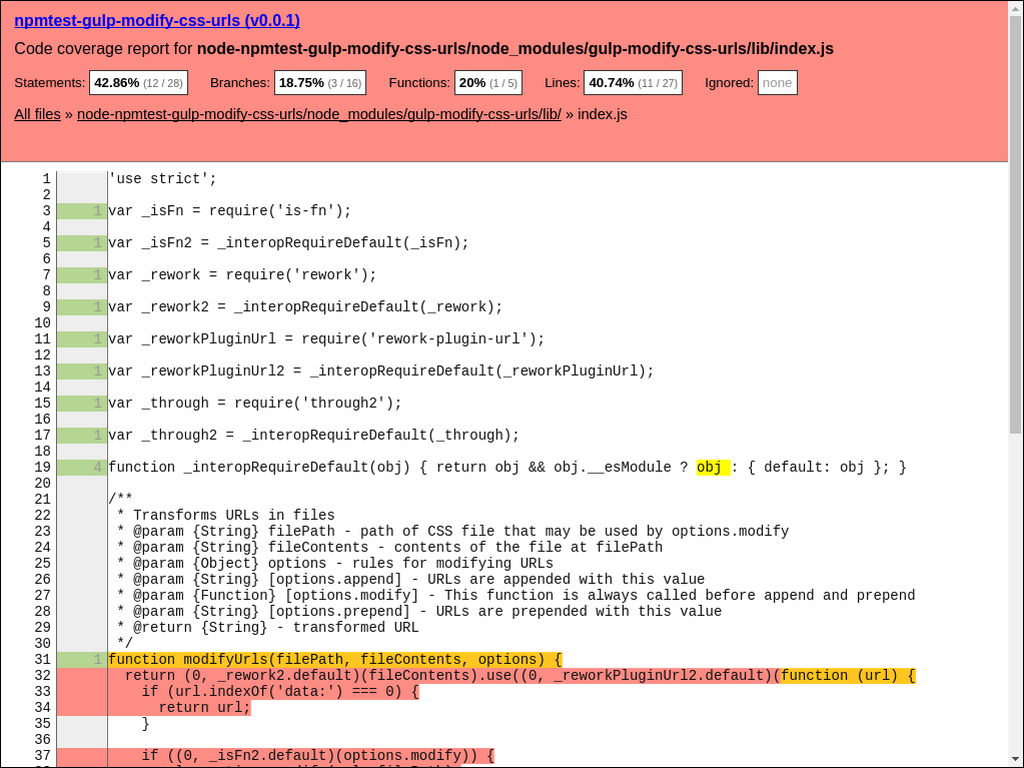 npmtest-gulp-modify-css-urls (v0.0.1)
Code coverage report for node-npmtest-gulp-modify-css-urls/node_modules/gulp-modify-css-urls/lib/index.js
Statements: 42.86% (12 / 28) Branches: 18.75% (3 / 16) Functions: 20% (1 / 5) Lines: 40.74% (11 / 27) Ignored: none
All files » node-npmtest-gulp-modify-css-urls/node_modules/gulp-modify-css-urls/lib/ » index.js
1 'use strict';
2
3 1 var _isFn = require('is-fn');
4
5 1 var _isFn2 = _interopRequireDefault(_isFn);
6
7 1 var _rework = require('rework');
8
9 1 var _rework2 = _interopRequireDefault(_rework);
10
11 1 var _reworkPluginUrl = require('rework-plugin-url');
12
13 1 var _reworkPluginUrl2 = _interopRequireDefault(_reworkPluginUrl);
14
15 1 var _through = require('through2');
16
17 1 var _through2 = _interopRequireDefault(_through);
18
19 4 function _interopRequireDefault(obj) { return obj && obj.__esModule ? obj : { default: obj }; }
20
21 /**
22  * Transforms URLs in files
23  * @param {String} filePath - path of CSS file that may be used by options.modify
24  * @param {String} fileContents - contents of the file at filePath
25  * @param {Object} options - rules for modifying URLs
26  * @param {String} [options.append] - URLs are appended with this value
27  * @param {Function} [options.modify] - This function is always called before append and prepend
28  * @param {String} [options.prepend] - URLs are prepended with this value
29  * @return {String} - transformed URL
30  */
31 1 function modifyUrls(filePath, fileContents, options) {
32   return (0, _rework2.default)(fileContents).use((0, _reworkPluginUrl2.default)(function (url) {
33     if (url.indexOf('data:') === 0) {
34       return url;
35     }
36
37     if ((0, _isFn2.default)(options.modify)) {